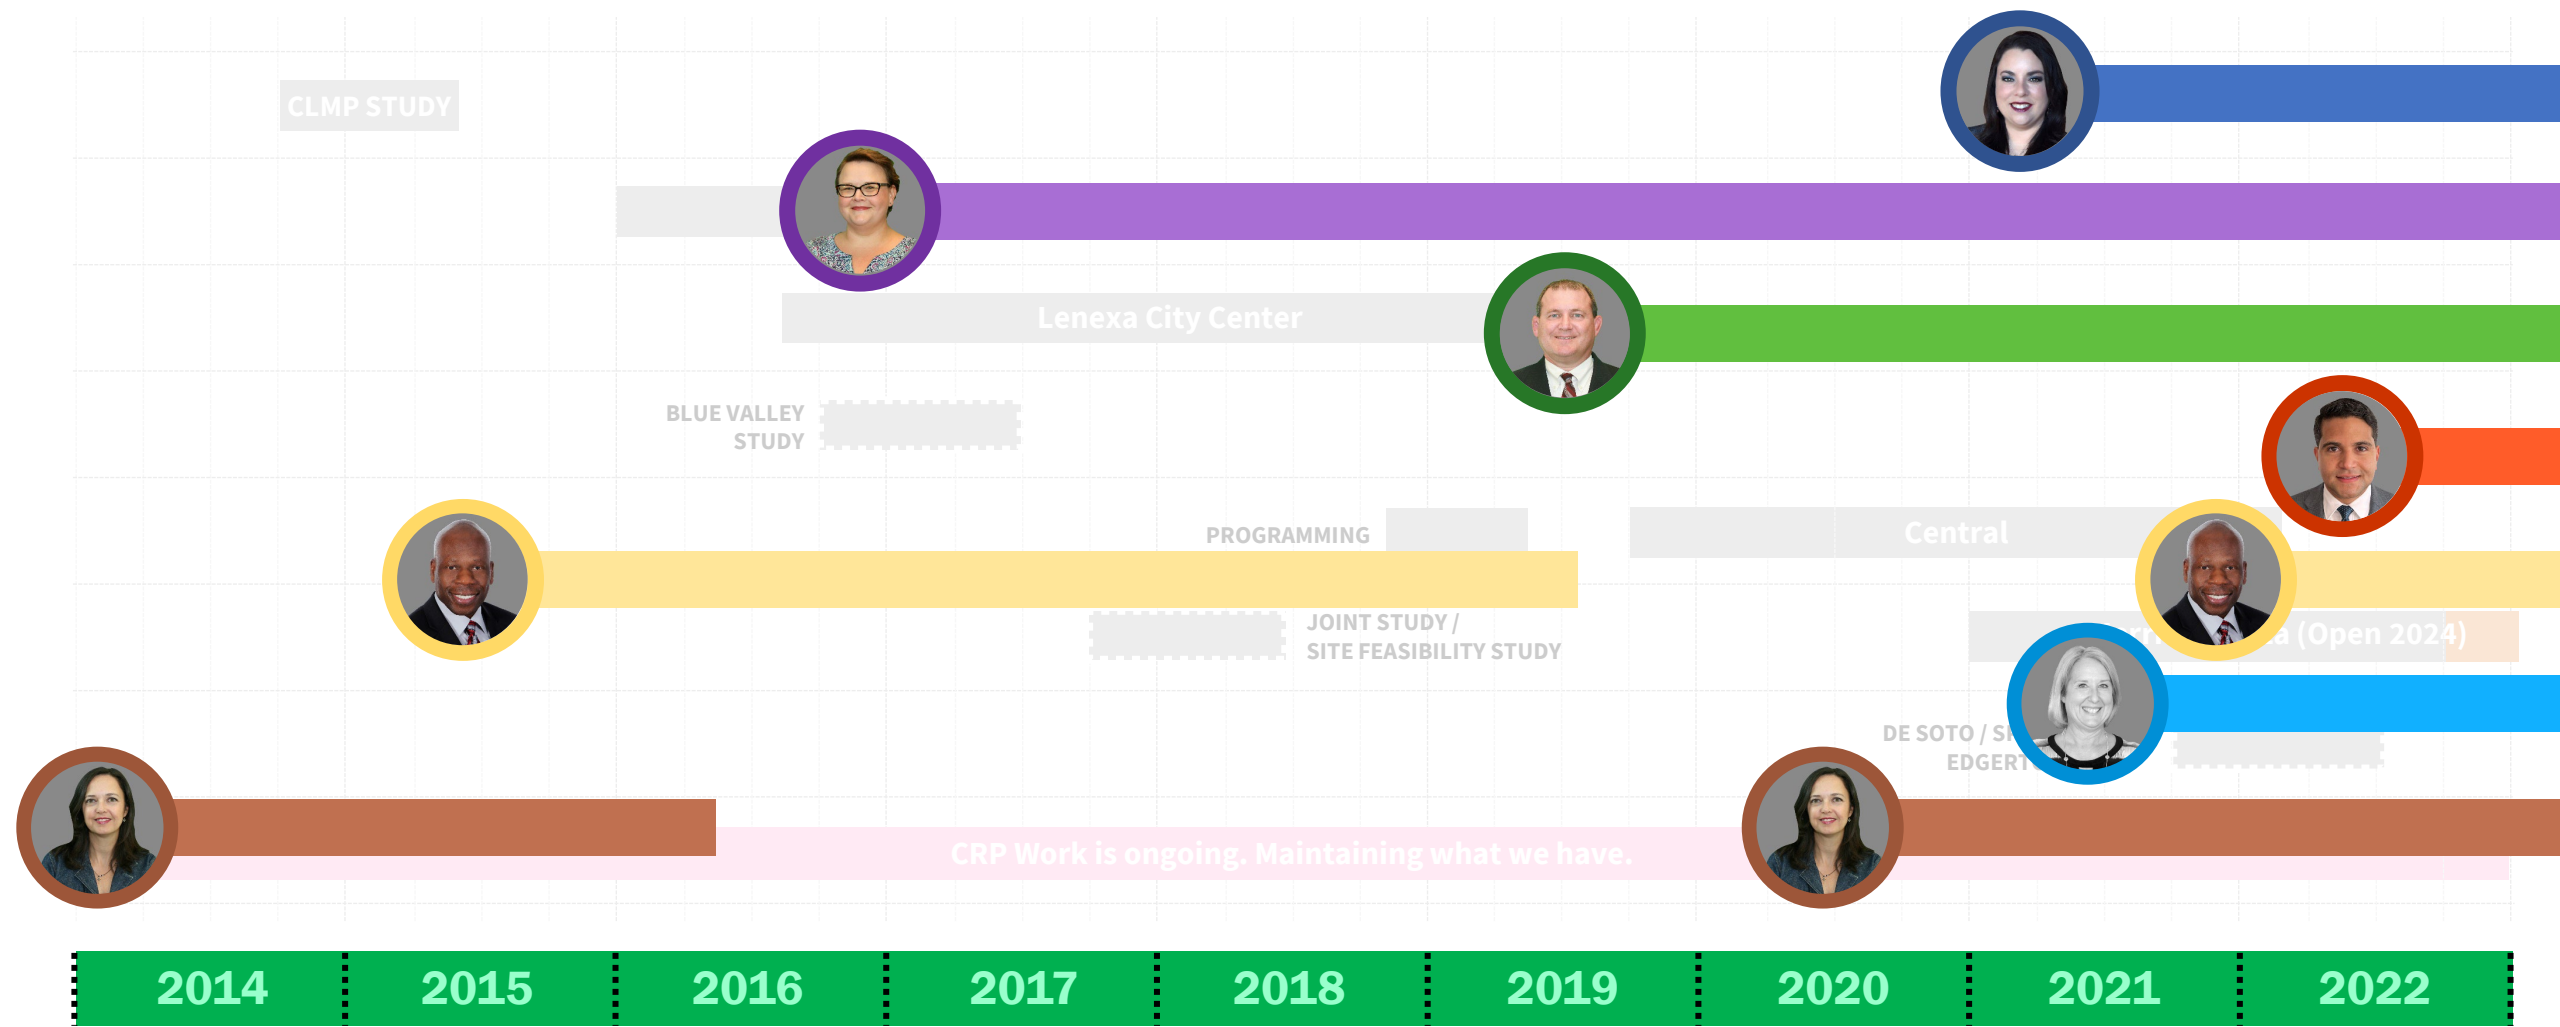 CLMP STUDY
Lenexa City Center
BLUE VALLEY
STUDY
PROGRAMMING
Central
JOINT STUDY /
SITE FEASIBILITY STUDY
(Open 2024)
DE SOTO /
CRP Work is ongoing. Maintaining what we have.
2014
2015
2016
2017
2018
2019
2020
2021
2022